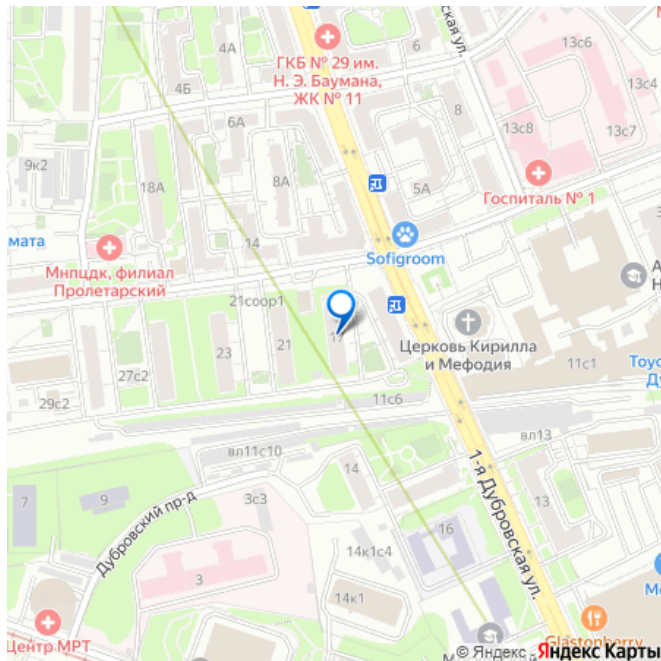 4А
6
13с6
ГКБ № 29 им.
Н. Э. Баумана,
ЖК № 11
13с4
4Б
8
13с8
13с7
6А
9к2
18А
8А
5А
Госпиталь № 1
14
мата
Sofigroom
Мнпцдк, филиал
Пролетарский
21соор1
Церковь Кирилла
и Мефодия
23
21
17
27с2
11с1
29с2
11с6
вл13
вл11с10
14
1-я Дубровская ул.
7
9
3с3
13
Дубровский пр-д
16
14к1с4
3
14к1
Центр МРТ
Glastonberry
© Яндекс Яндекс Карты